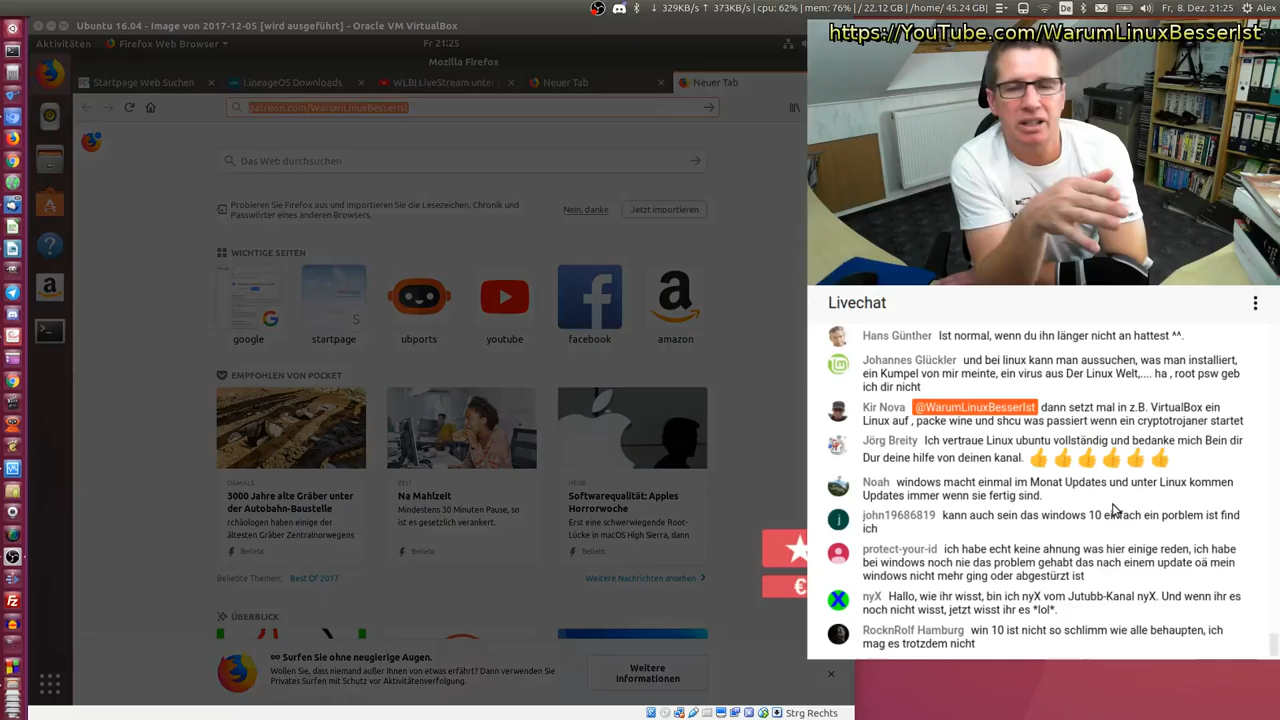 Ubuntu 16.04 - Image von 2017-12-05 [wird ausgeführt] - Oracle VM VirtualBox
329KB/s 373KB/s cpu: 62% mem: 76% 22.12 GB /home/ 45.24 GB De Fr, 8. Dez. 21:25 Alex
https://YouTube.com/WarumLinuxBesserIst
Aktivitäten Firefox Web Browser Fr 21:25
Mozilla Firefox
Startpage Web Suchen LineageOS Downloads WLBI LiveStream unter Neuer Tab Neuer Tab
patreon.com/WarumLinuxBesserIst
Das Web durchsuchen
Probieren Sie Firefox aus und importieren Sie die Lesezeichen, Chronik und
Passwörter eines anderen Browsers.
Nein, danke Jetzt importieren
WICHTIGE SEITEN
google startpage ubports youtube facebook amazon
EMPFOHLEN VON POCKET
DAMALS
3000 Jahre alte Gründer
der Autobahn-Baustelle
Archäologen haben einige der
Beliebt
Na Mahlzeit
Mindestens 30 Minuten Pause, so
ist es gesetzlich verankert.
Beliebt
HEISE
Softwarequalität: Apples
Horrorwoche
Erst eine schwerwiegende Root-
Lücke in macOS High Sierra, dann
Beliebt
Beliebte Themen: Best Of 2017
Weitere Nachrichten ansehen
ÜBERBLICK
Surfen Sie ohne neugierige Augen.
Wollen Sie, dass niemand außer Ihnen von etwas erfährt? Dann verwenden Sie
Privates Surfen mit Schutz vor Aktivitätenverfolgung.
Weitere
Informationen
Strg Rechts
Livechat
Hans Günther Ist normal, wenn du ihn länger nicht an hattest ^^.
Johannes Glückler und bei linux kann man aussuchen, was man installiert,
ein Kumpel von mir meinte, ein virus aus Der Linux Welt,.... ha , root psw geb
ich dir nicht
Kir Nova @WarumLinuxBesserIst dann setzt mal in z.B. VirtualBox ein
Linux auf , packe wine und shcu was passiert wenn ein cryptotrojaner startet
Jörg Breity Ich vertraue Linux ubuntu vollständig und bedanke mich Bein dir
Dur deine hilfe von deinen kanal. 👍👍👍👍👍👍
Noah windows macht einmal im Monat Updates und unter Linux kommen
Updates immer wenn sie fertig sind.
john19686819 kann auch sein das windows 10 einfach ein porblem ist find
ich
protect-your-id ich habe echt keine ahnung was hier einige reden, ich habe
bei windows noch nie das problem gehabt das nach einem update oä mein
windows nicht mehr ging oder abgestürzt ist
nyX Hallo, wie ihr wisst, bin ich nyX vom Jutubb-Kanal nyX. Und wenn ihr es
noch nicht wisst, jetzt wisst ihr es *lol*.
RocknRolf Hamburg win 10 ist nicht so schlimm wie alle behaupten, ich
mag es trotzdem nicht